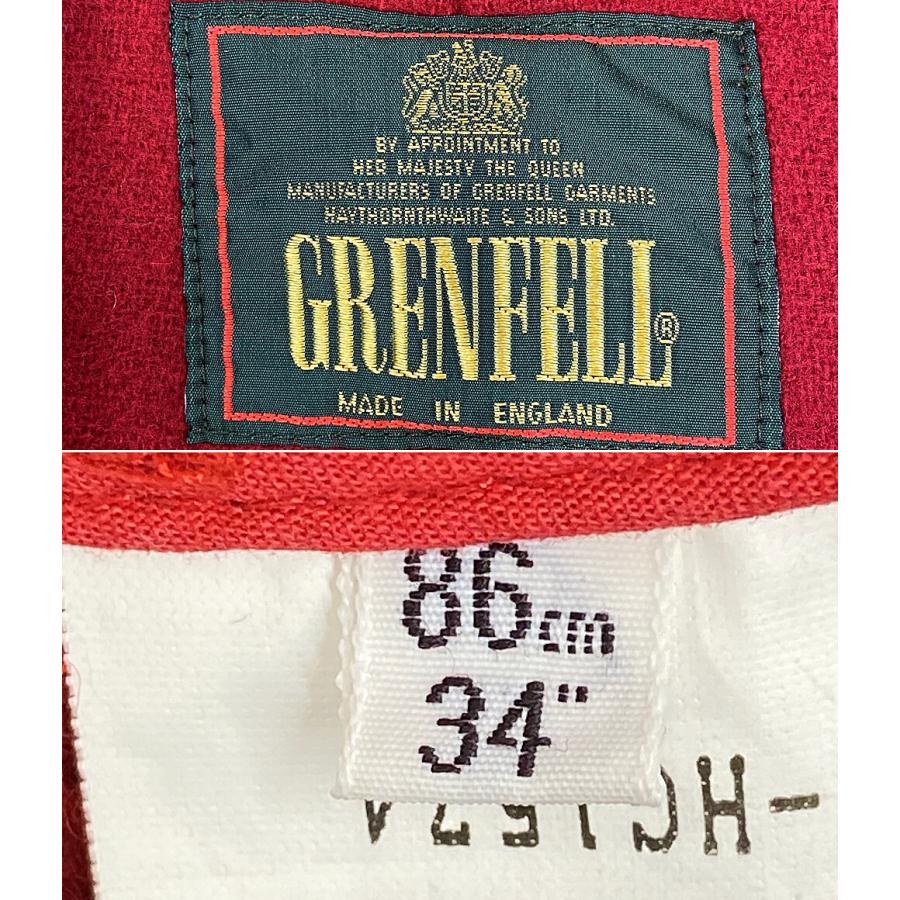 BY APPOINTMENT TO
HER MAJESTY THE QUEEN
MANUFACTURERS OF GRENFELL GARMENTS
HAYTHORNTHWAITE & SONS LTD.
GRENFELL®
MADE IN ENGLAND
86cm
34"